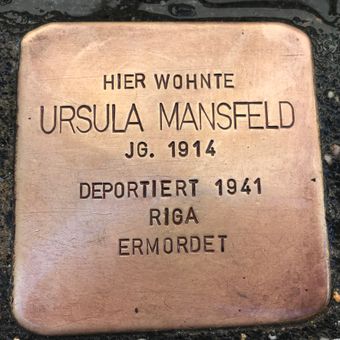 HIER WOHNTE
URSULA MANSFELD
JG. 1914
DEPORTIERT 1941
RIGA
ERMORDET